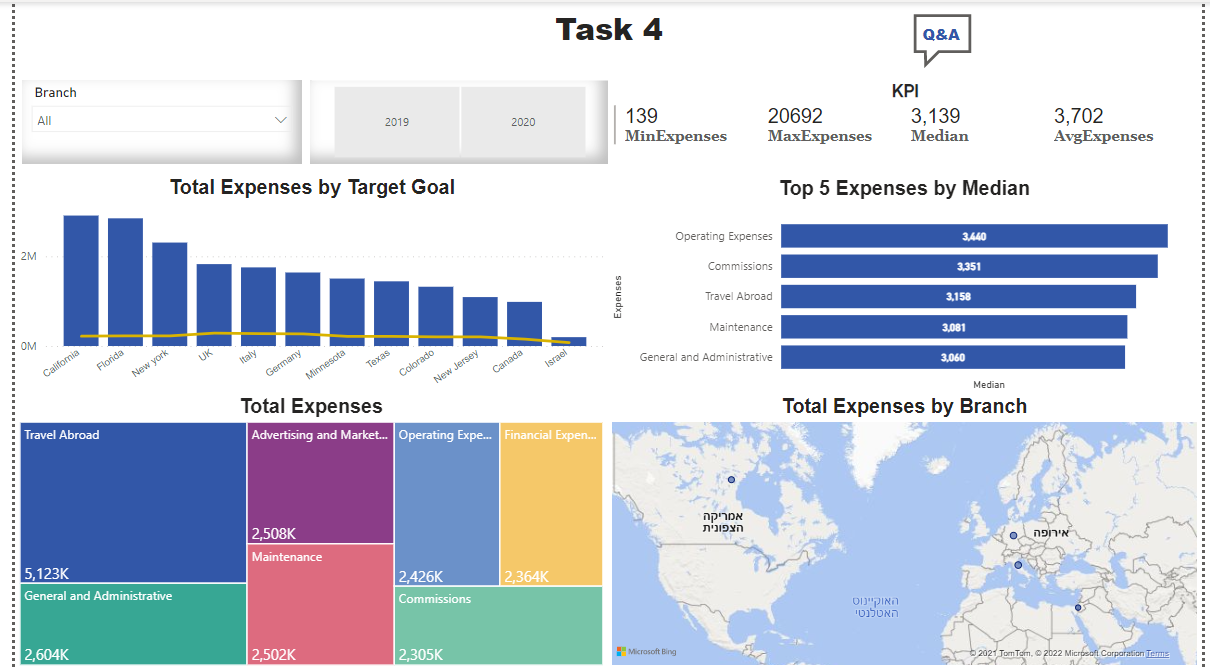 Task 4
Q&A
Branch
All
2019
2020
KPI
139
MinExpenses
20692
MaxExpenses
3,139
Median
3,702
AvgExpenses
Total Expenses by Target Goal
2M
0M
California
Florida
New york
UK
Italy
Germany
Minnesota
Texas
Colorado
New Jersey
Canada
Israel
Top 5 Expenses by Median
Expenses
Operating Expenses
3,440
Commissions
3,351
Travel Abroad
3,158
Maintenance
3,081
General and Administrative
3,060
Median
Total Expenses
Travel Abroad
5,123K
General and Administrative
2,604K
Advertising and Market...
2,508K
Maintenance
2,502K
Operating Expe...
2,426K
Financial Expen...
2,364K
Commissions
2,305K
Total Expenses by Branch
אמריקה
הצפונית
אירופה
האוקיינוס
האטלנטי
Microsoft Bing
© 2021 TomTom, © 2022 Microsoft Corporation Terms